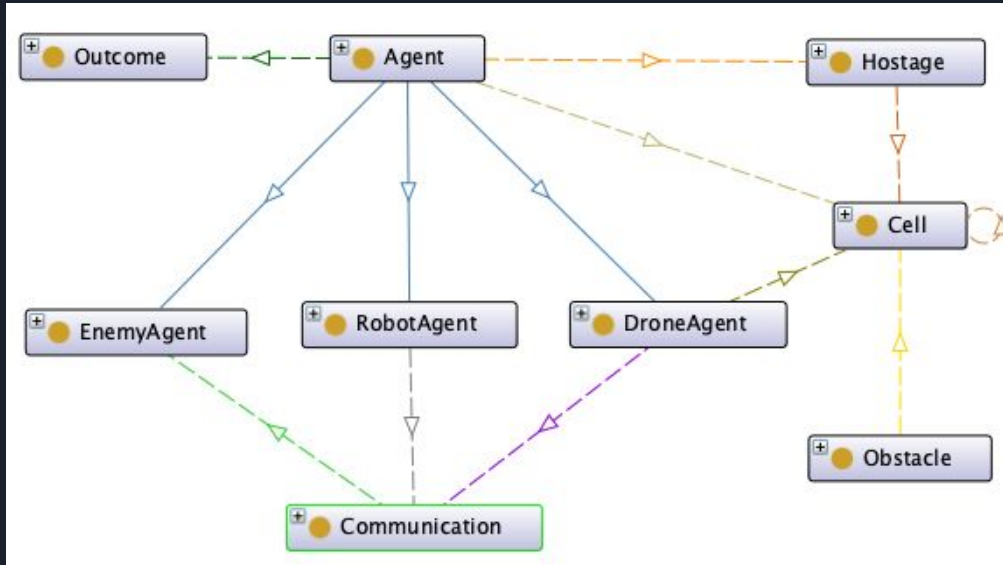 Outcome
Agent
Hostage
Cell
EnemyAgent
RobotAgent
DroneAgent
Obstacle
Communication